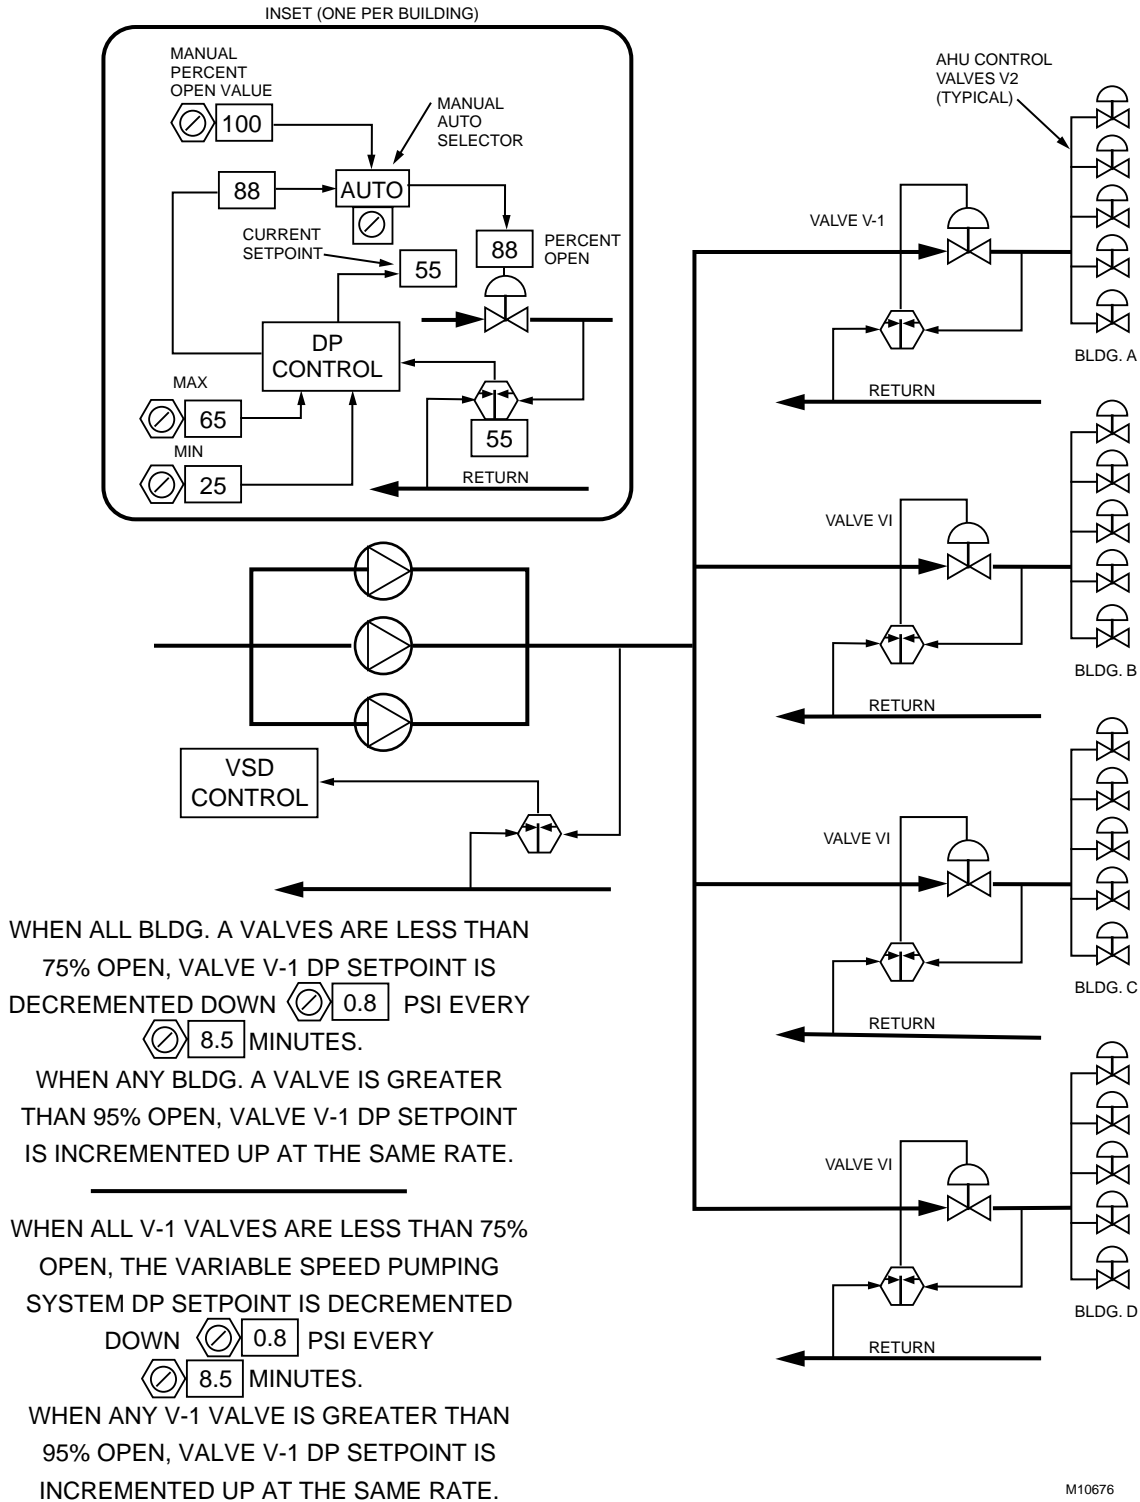 INSET (ONE PER BUILDING)
MANUAL
PERCENT
OPEN VALUE
100
MANUAL
AUTO
SELECTOR
88
AUTO
CURRENT
SETPOINT
55
88
PERCENT
OPEN
DP
CONTROL
MAX
65
MIN
25
55
RETURN
AHU CONTROL
VALVES V2
(TYPICAL)
VALVE V-1
BLDG. A
RETURN
VALVE VI
BLDG. B
RETURN
VSD
CONTROL
VALVE VI
BLDG. C
RETURN
VALVE VI
BLDG. D
RETURN
WHEN ALL BLDG. A VALVES ARE LESS THAN
75% OPEN, VALVE V-1 DP SETPOINT IS
DECREMENTED DOWN 0.8 PSI EVERY
8.5 MINUTES.
WHEN ANY BLDG. A VALVE IS GREATER
THAN 95% OPEN, VALVE V-1 DP SETPOINT
IS INCREMENTED UP AT THE SAME RATE.
WHEN ALL V-1 VALVES ARE LESS THAN 75%
OPEN, THE VARIABLE SPEED PUMPING
SYSTEM DP SETPOINT IS DECREMENTED
DOWN 0.8 PSI EVERY
8.5 MINUTES.
WHEN ANY V-1 VALVE IS GREATER THAN
95% OPEN, VALVE V-1 DP SETPOINT IS
INCREMENTED UP AT THE SAME RATE.
M10676